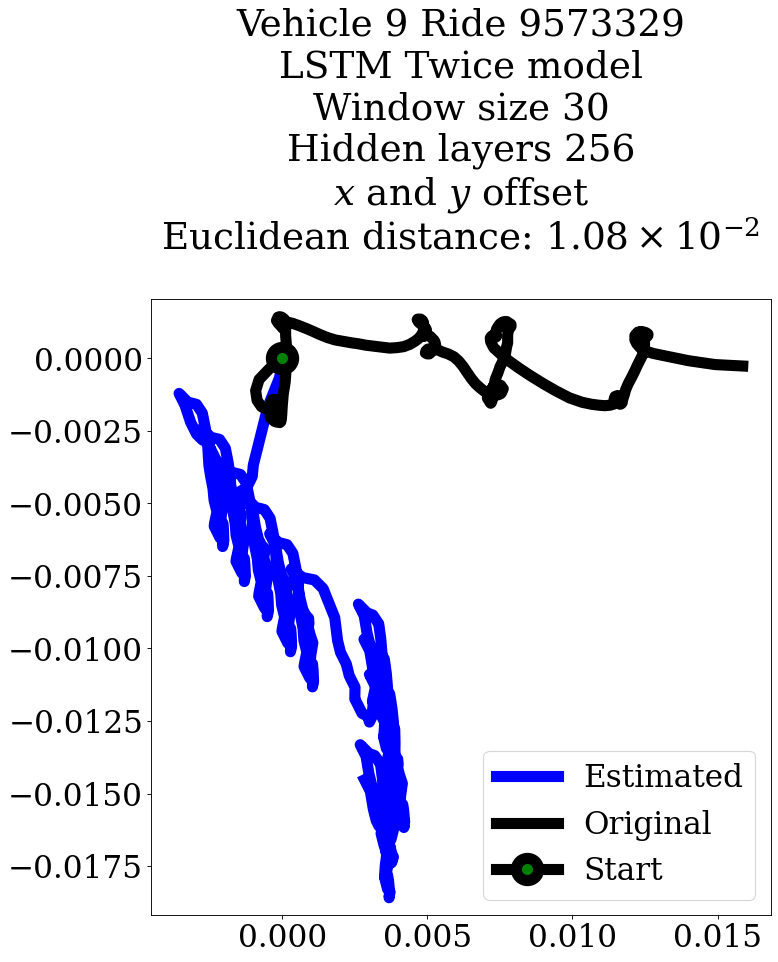 Vehicle 9 Ride 9573329
LSTM Twice model
Window size 30
Hidden layers 256
x and y offset
Euclidean distance: 1.08 × 10⁻²
0.0000
−0.0025
−0.0050
−0.0075
−0.0100
−0.0125
−0.0150
−0.0175
Estimated
Original
Start
0.000 0.005 0.010 0.015